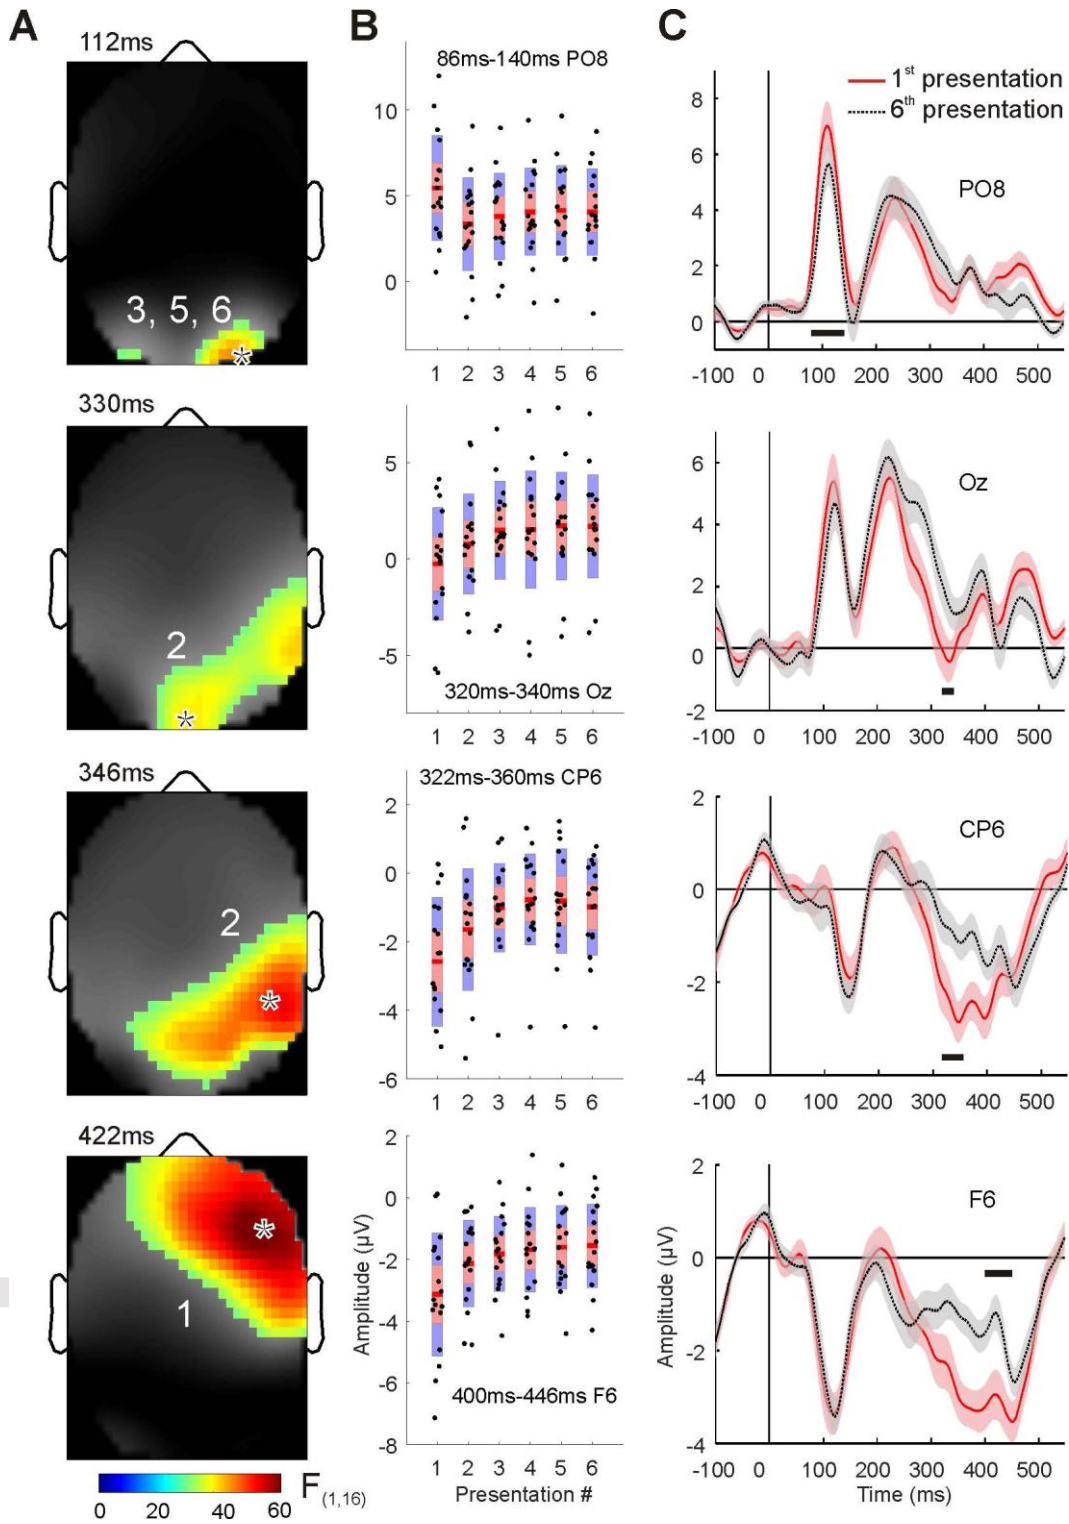 A
112ms
3, 5, 6
*
330ms
2
*
346ms
2
*
422ms
1
*
0 20 40 60 F(1,16)
B
86ms-140ms PO8
10
5
0
1 2 3 4 5 6
5
0
-5
320ms-340ms Oz
1 2 3 4 5 6
322ms-360ms CP6
2
0
-2
-4
-6
1 2 3 4 5 6
2
0
-2
-4
-6
-8
Amplitude (µV)
400ms-446ms F6
1 2 3 4 5 6
Presentation #
C
1st presentation
6th presentation
PO8
8
6
4
2
0
-100 0 100 200 300 400 500
Oz
6
4
2
0
-2
-100 0 100 200 300 400 500
CP6
2
0
-2
-4
-100 0 100 200 300 400 500
F6
2
0
-2
-4
Amplitude (µV)
-100 0 100 200 300 400 500
Time (ms)